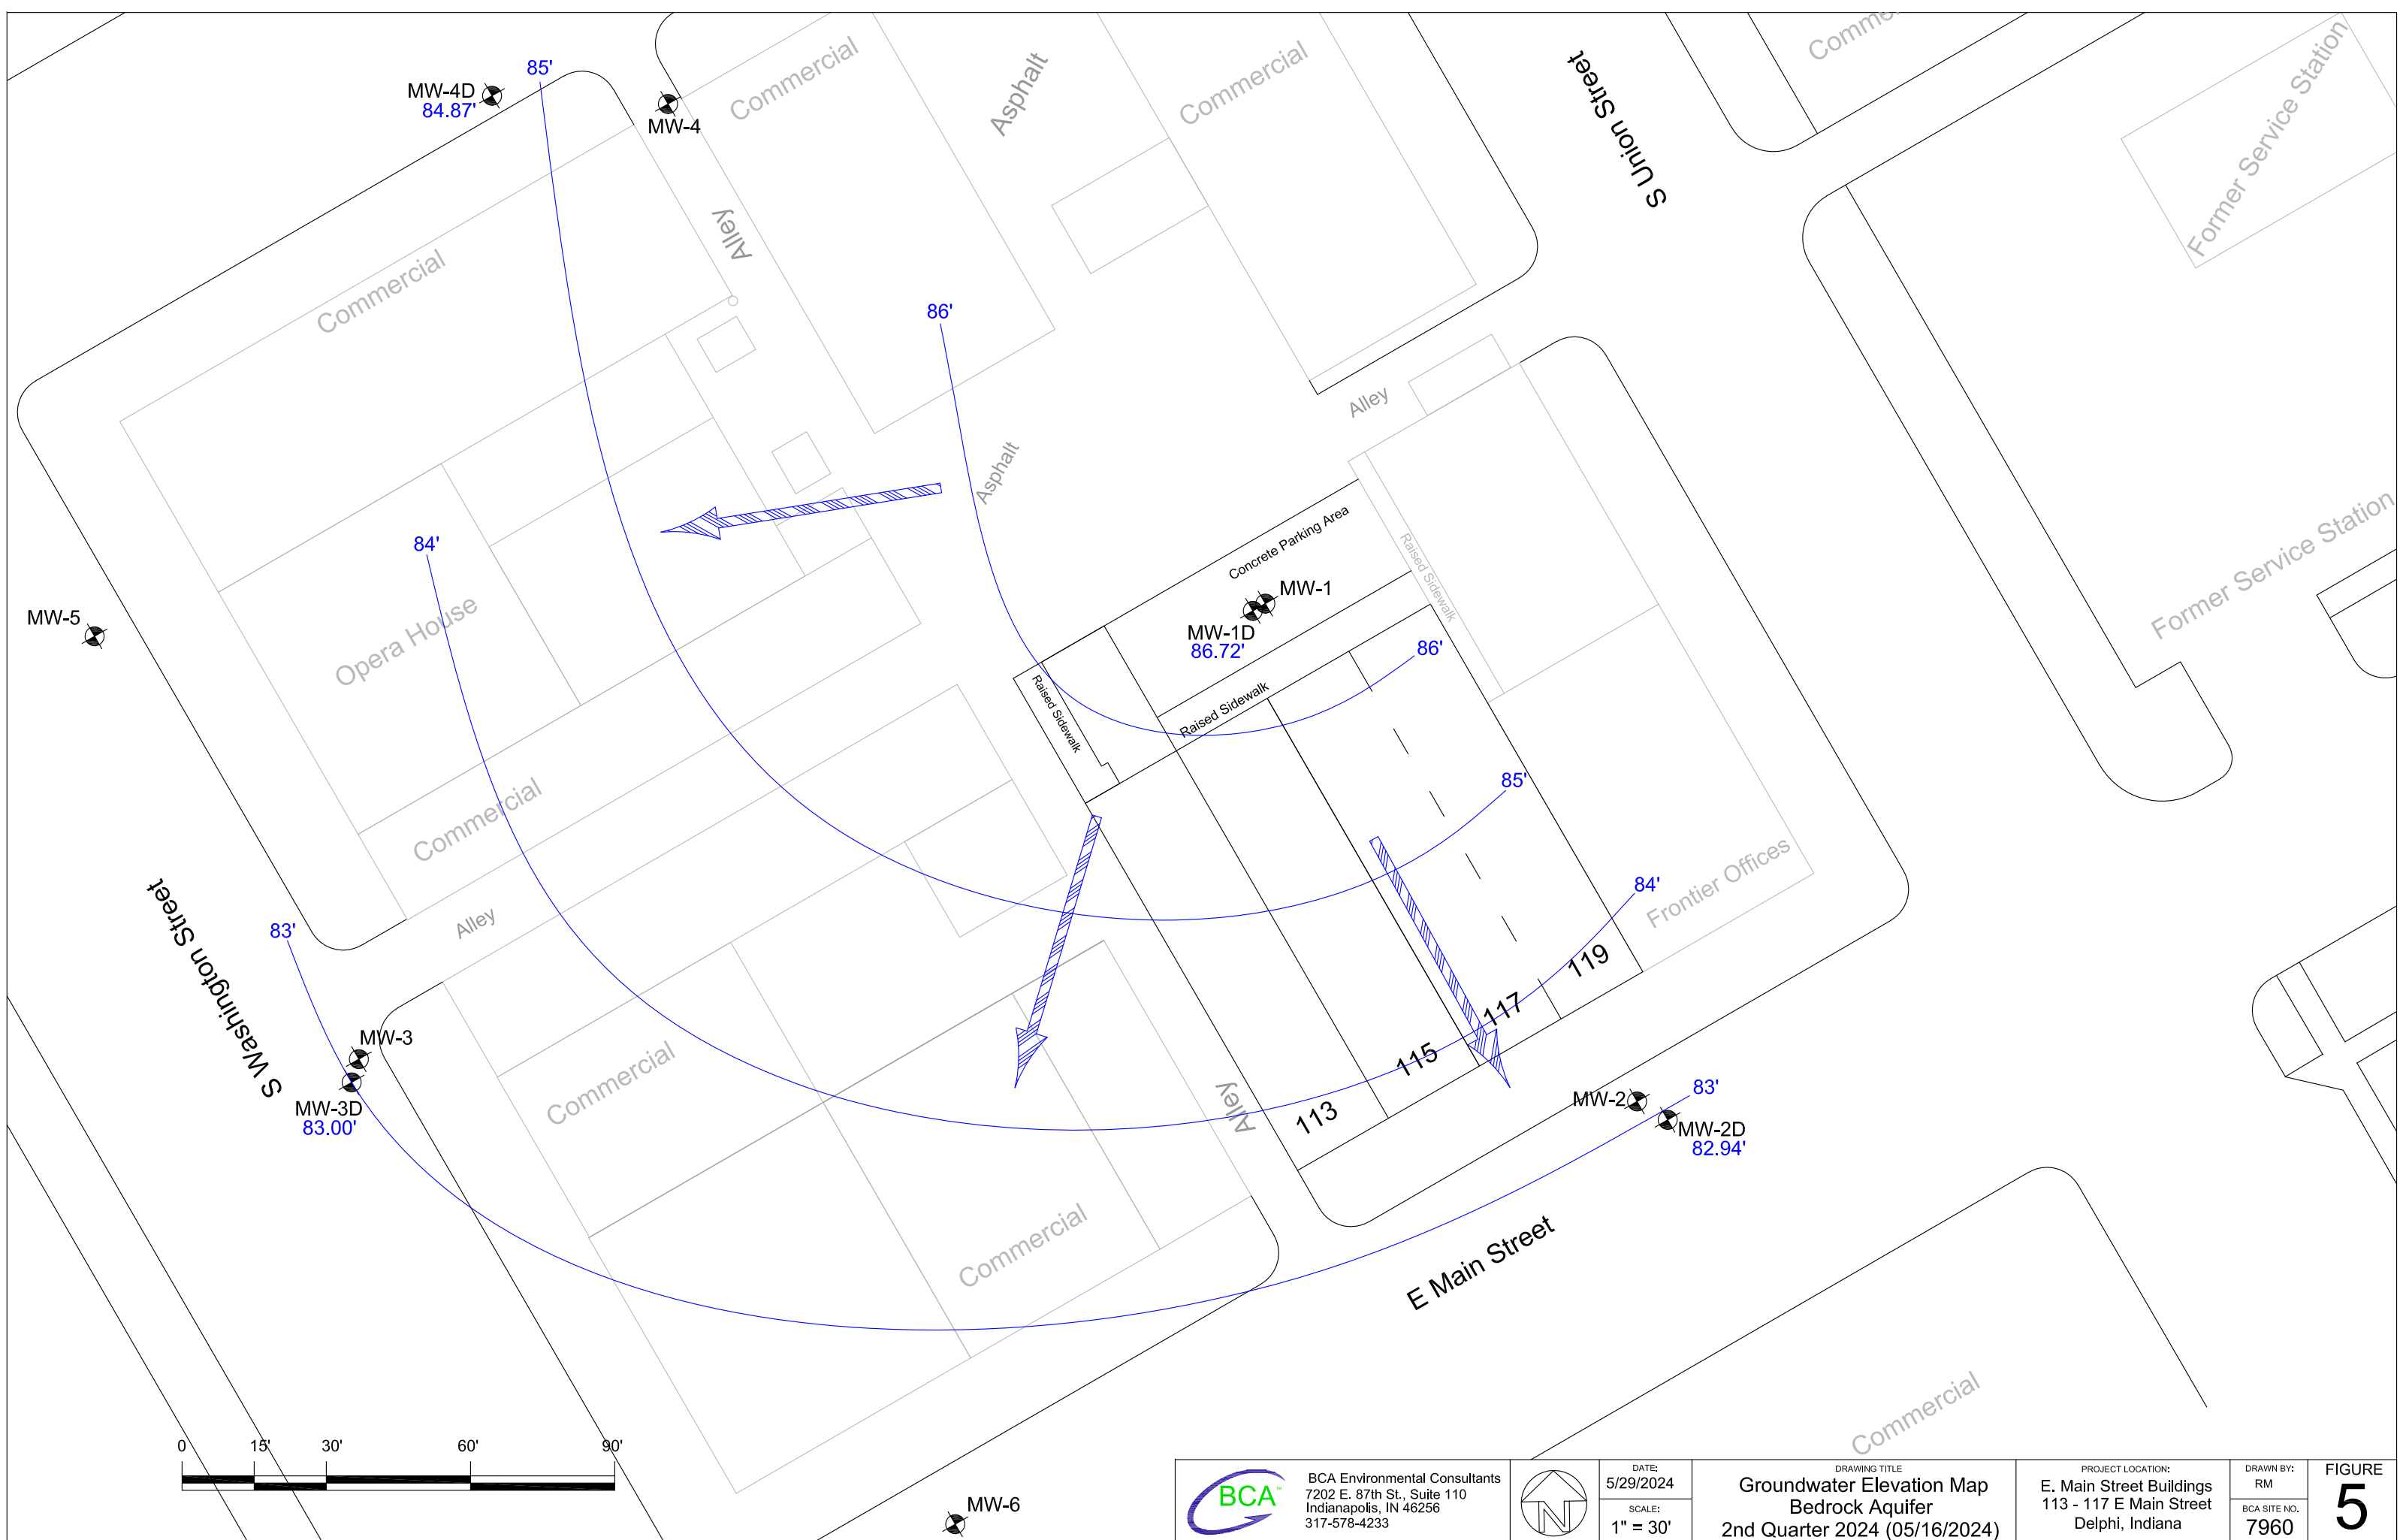 85'
MW-4D
84.87'
MW-4
Commercial
Asphalt
Commercial
S Union Street
Former Service Station
Alley
Commercial
86'
Alley
Asphalt
84'
Concrete Parking Area
Raised Sidewalk
MW-1
MW-1D
86.72'
86'
MW-5
Opera House
Former Service Station
Raised Sidewalk
Raised Sidewalk
85'
Commercial
84'
Frontier Offices
S Washington Street
83'
Alley
119
117
115
113
MW-3
MW-3D
83.00'
Commercial
Alley
83'
MW-2
MW-2D
82.94'
Commercial
E Main Street
Commercial
0 15' 30' 60' 90'
MW-6
BCA™
BCA Environmental Consultants
7202 E. 87th St., Suite 110
Indianapolis, IN 46256
317-578-4233
N
DATE:
5/29/2024
SCALE:
1" = 30'
DRAWING TITLE
Groundwater Elevation Map
Bedrock Aquifer
2nd Quarter 2024 (05/16/2024)
PROJECT LOCATION:
E. Main Street Buildings
113 - 117 E Main Street
Delphi, Indiana
DRAWN BY:
RM
BCA SITE NO.
7960
FIGURE
5